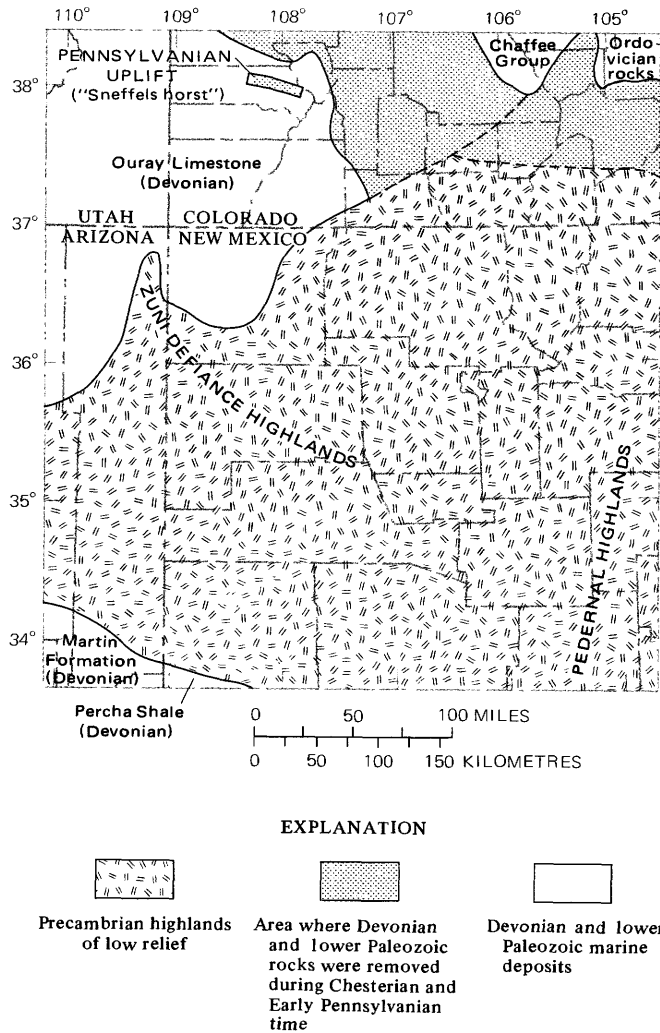 110° 109° 108° 107° 106° 105°
PENNSYLVANIAN
UPLIFT
("Sneffels horst")
Chaffee
Group
Ordo-
vician
rocks
38°
Ouray Limestone
(Devonian)
37°
UTAH COLORADO
ARIZONA NEW MEXICO
36°
ZUNI-DEFIANCE HIGHLANDS
35°
PEDERNAL HIGHLANDS
34°
Martin
Formation
(Devonian)
Percha Shale
(Devonian)
0 50 100 MILES
0 50 100 150 KILOMETRES
EXPLANATION
Precambrian highlands
of low relief
Area where Devonian
and lower Paleozoic
rocks were removed
during Chesterian and
Early Pennsylvanian
time
Devonian and lower
Paleozoic marine
deposits